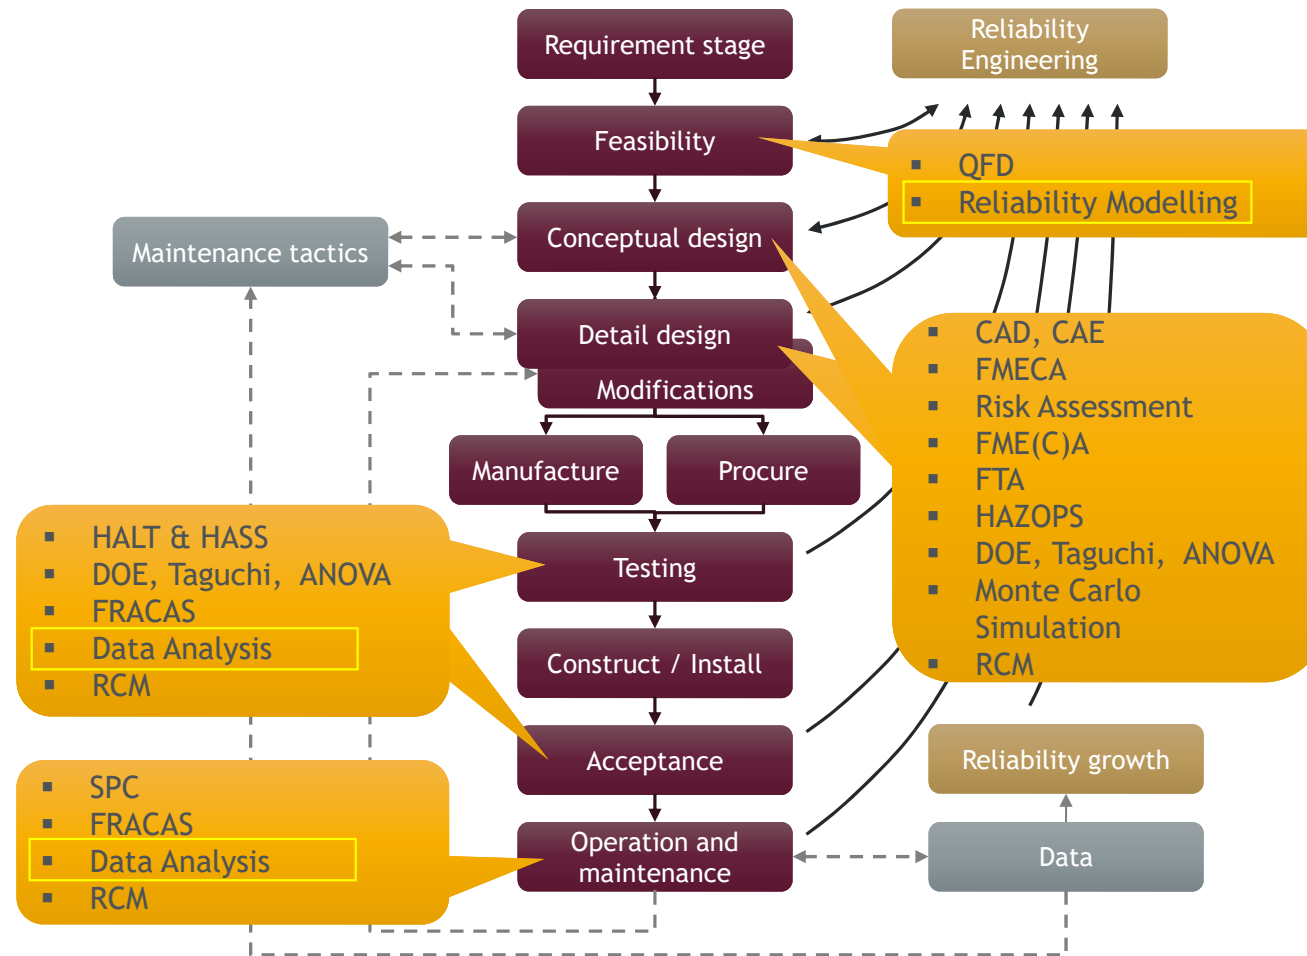 Requirement stage
Reliability
Engineering
Feasibility
▪ QFD
▪ Reliability Modelling
Conceptual design
Maintenance tactics
Detail design
Modifications
▪ CAD, CAE
▪ FMECA
▪ Risk Assessment
▪ FME(C)A
▪ FTA
▪ HAZOPS
▪ DOE, Taguchi, ANOVA
▪ Monte Carlo
Simulation
▪ RCM
Manufacture
Procure
▪ HALT & HASS
▪ DOE, Taguchi, ANOVA
▪ FRACAS
▪ Data Analysis
▪ RCM
Testing
Construct / Install
Acceptance
Reliability growth
▪ SPC
▪ FRACAS
▪ Data Analysis
▪ RCM
Operation and
maintenance
Data